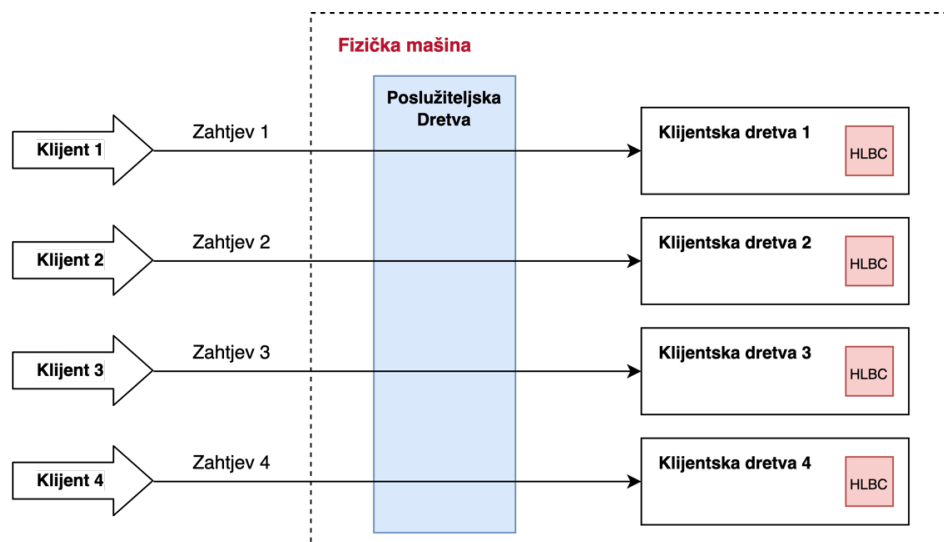 Fizička mašina
Poslužiteljska
Dretva
Klijent 1
Zahtjev 1
Klijentska dretva 1
HLBC
Klijent 2
Zahtjev 2
Klijentska dretva 2
HLBC
Klijent 3
Zahtjev 3
Klijentska dretva 3
HLBC
Klijent 4
Zahtjev 4
Klijentska dretva 4
HLBC